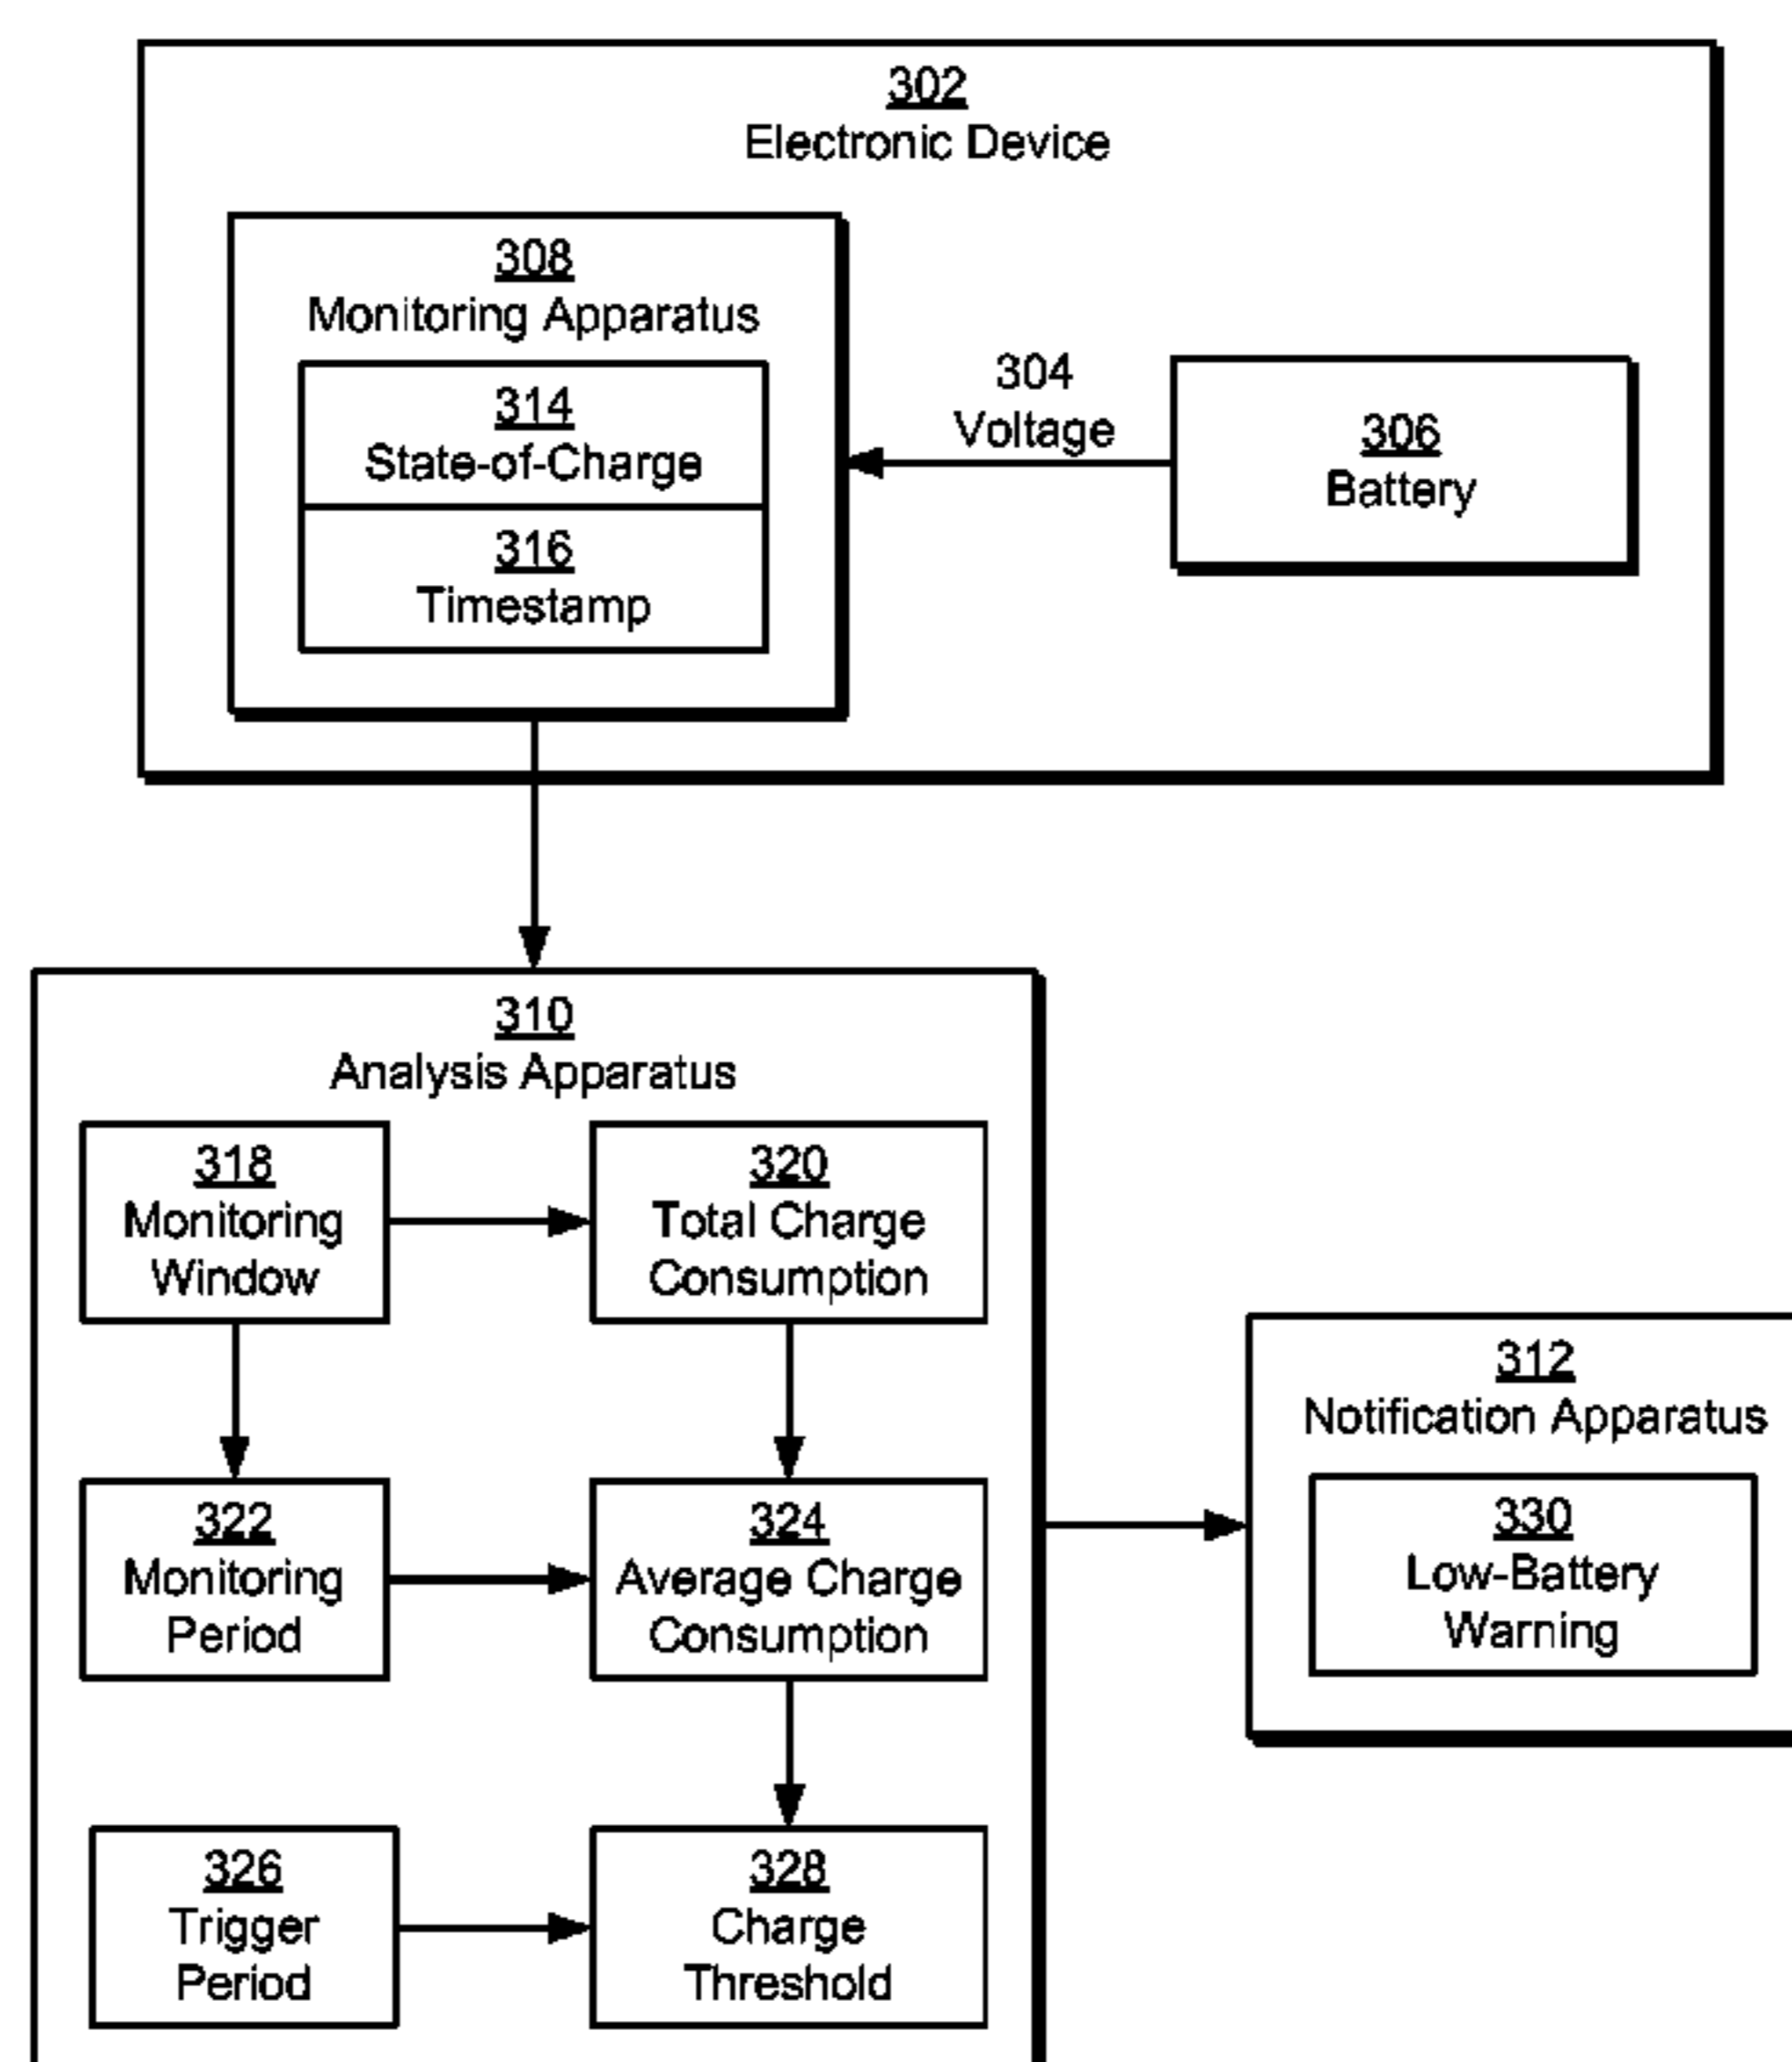 302
Electronic Device
308
Monitoring Apparatus
314
State-of-Charge
316
Timestamp
304
Voltage
306
Battery
310
Analysis Apparatus
318
Monitoring
Window
320
Total Charge
Consumption
322
Monitoring
Period
324
Average Charge
Consumption
326
Trigger
Period
328
Charge
Threshold
312
Notification Apparatus
330
Low-Battery
Warning